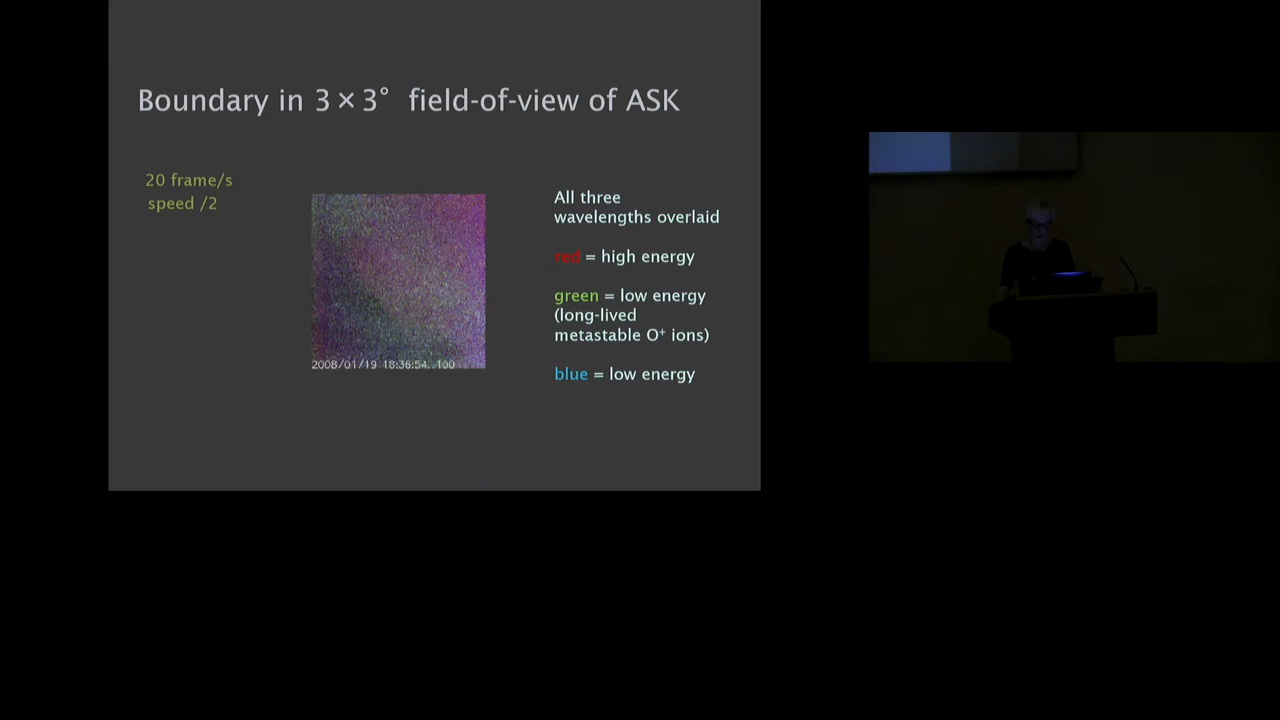 Boundary in 3×3° field-of-view of ASK
20 frame/s
speed /2
All three
wavelengths overlaid
red = high energy
green = low energy
(long-lived
metastable O⁺ ions)
blue = low energy
2008/01/19 18:36:54. 100